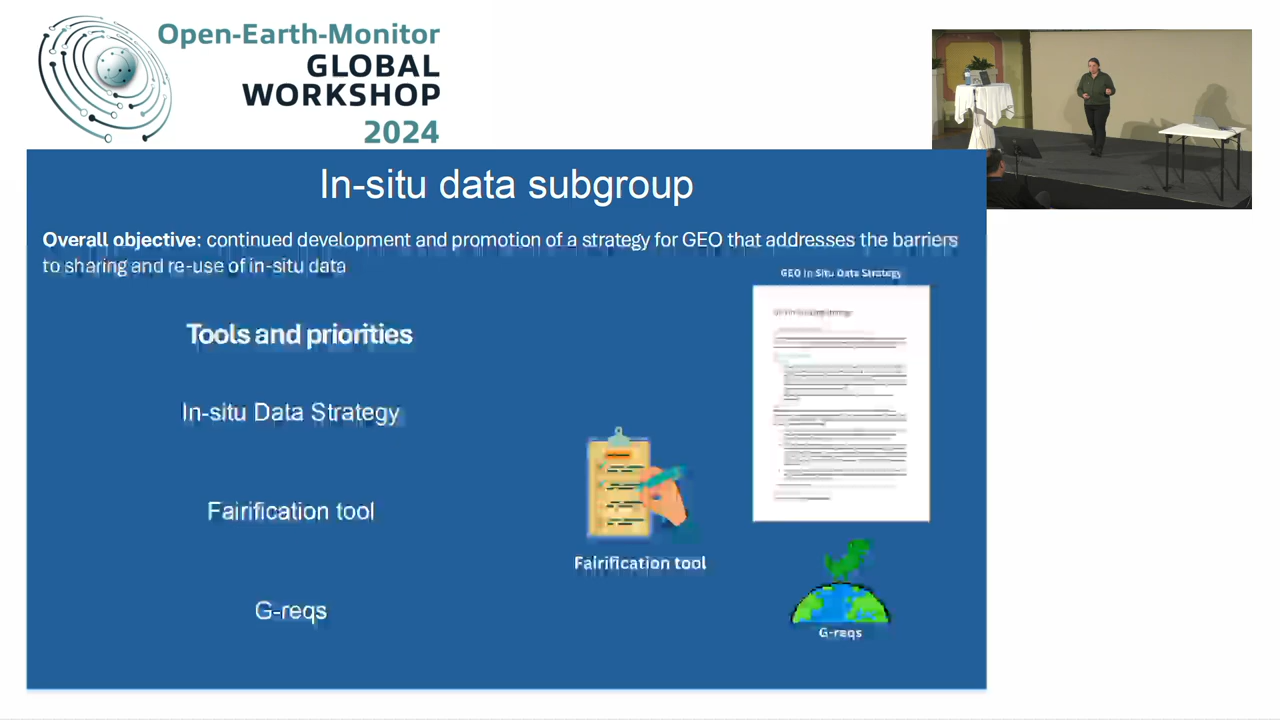 Open-Earth-Monitor
GLOBAL
WORKSHOP
2024
In-situ data subgroup
Overall objective: continued development and promotion of a strategy for GEO that addresses the barriers
to sharing and re-use of in-situ data
GEO In Situ Data Strategy
Tools and priorities
In-situ Data Strategy
Fairification tool
G-reqs
Fairification tool
G-reqs